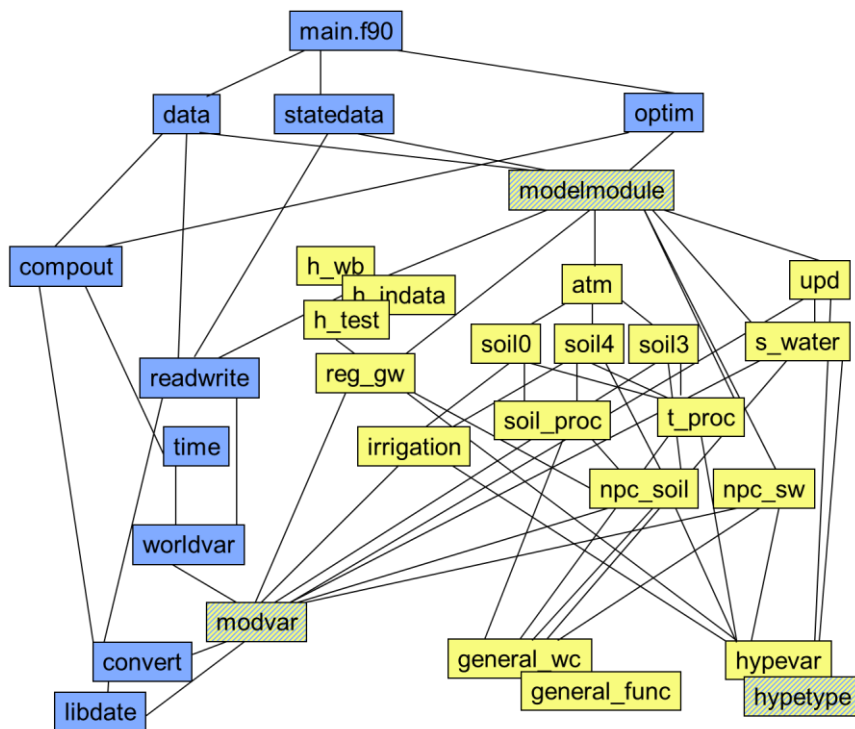 main.f90
data
statedata
optim
modelmodule
compout
h_wb
h_indata
h_test
atm
upd
soil0
soil4
soil3
s_water
readwrite
reg_gw
soil_proc
t_proc
time
irrigation
npc_soil
npc_sw
worldvar
modvar
convert
general_wc
hypevar
general_func
hypetype
libdate